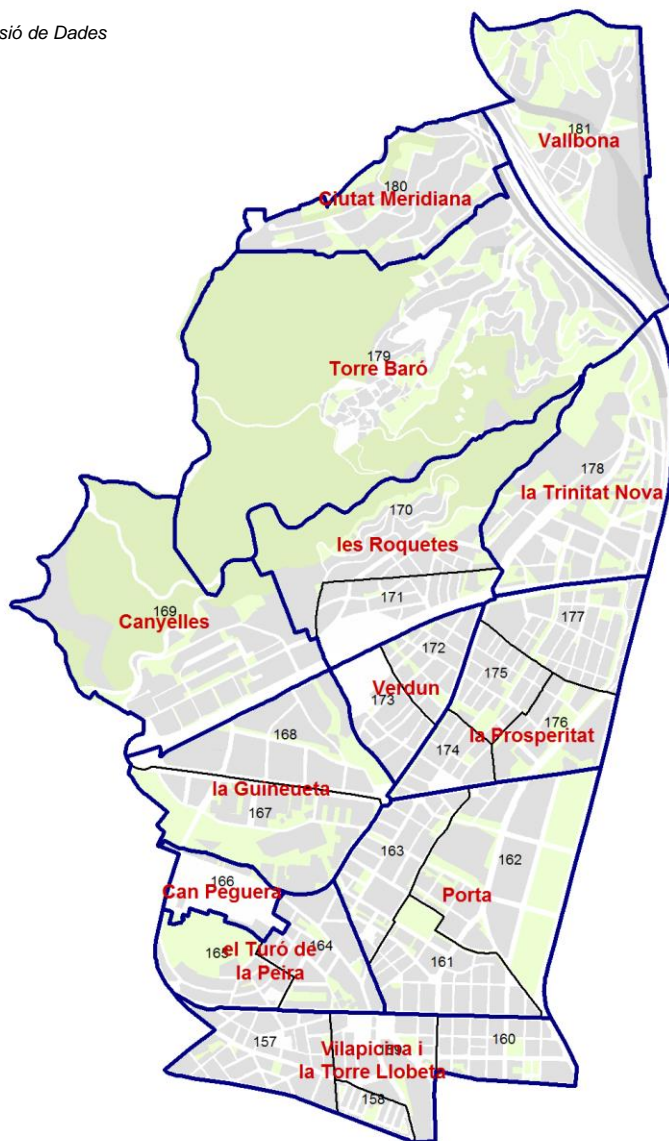 sió de Dades
181
Vallbona
180
Ciutat Meridiana
179
Torre Baró
178
la Trinitat Nova
170
les Roquetes
171
169
Canyelles
177
172
175
Verdun
173
176
la Prosperitat
174
168
la Guineueta
167
163
162
166
Can Peguera
Porta
164
165
el Turó de
la Peira
161
157
160
Vilapicina i
159
la Torre Llobeta
158